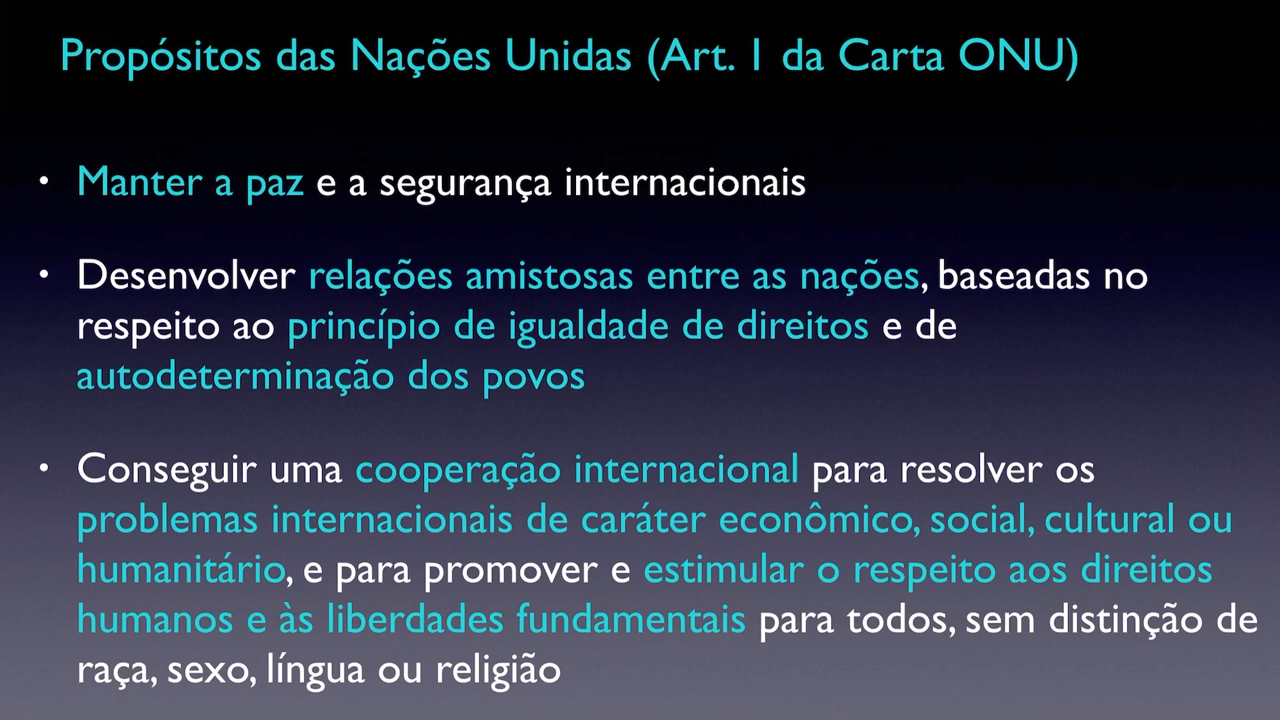 Propósitos das Nações Unidas (Art. 1 da Carta ONU)
• Manter a paz e a segurança internacionais
• Desenvolver relações amistosas entre as nações, baseadas no
respeito ao princípio de igualdade de direitos e de
autodeterminação dos povos
• Conseguir uma cooperação internacional para resolver os
problemas internacionais de caráter econômico, social, cultural ou
humanitário, e para promover e estimular o respeito aos direitos
humanos e às liberdades fundamentais para todos, sem distinção de
raça, sexo, língua ou religião